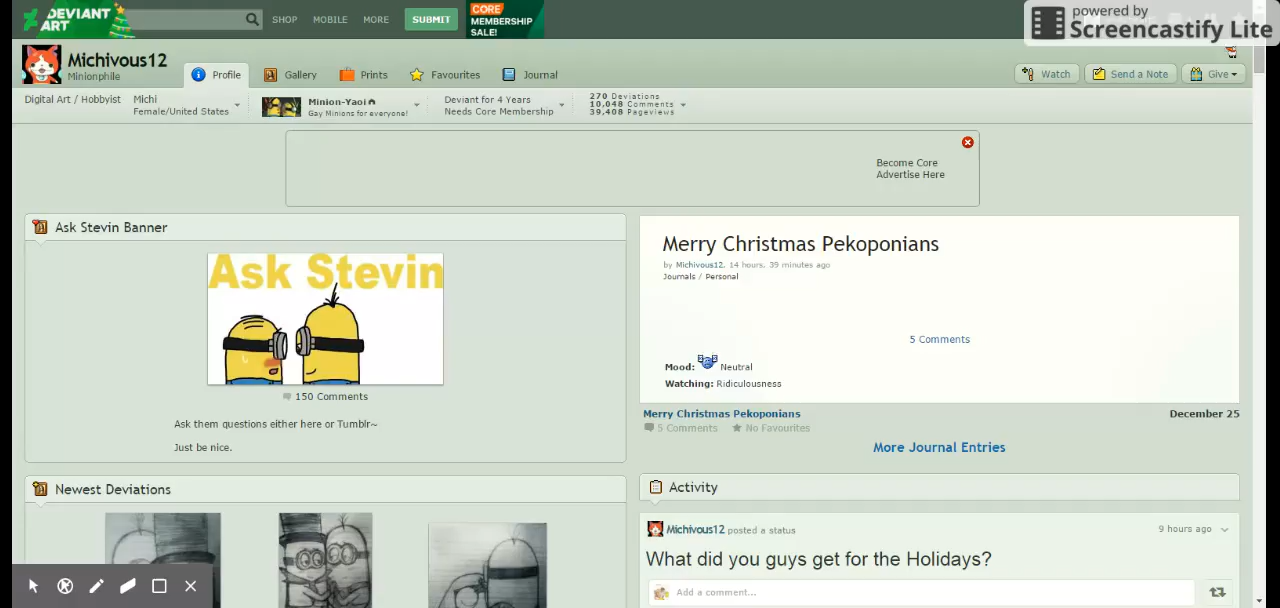 DEVIANT
ART
SHOP
MOBILE
MORE
SUBMIT
CORE
MEMBERSHIP
SALE!
powered by
Screencastify Lite
Michivous12
Minionphile
Profile
Gallery
Prints
Favourites
Journal
Watch
Send a Note
Give
Digital Art / Hobbyist
Michi
Female/United States
Minion-Yaoi
Gay Minions for everyone!
Deviant for 4 Years
Needs Core Membership
270 Deviations
10,048 Comments
39,408 Pageviews
Become Core
Advertise Here
Ask Stevin Banner
Ask Stevin
150 Comments
Ask them questions either here or Tumblr~
Just be nice.
Newest Deviations
Merry Christmas Pekoponians
by Michivous12, 14 hours, 39 minutes ago
Journals / Personal
5 Comments
Mood: Neutral
Watching: Ridiculousness
Merry Christmas Pekoponians
December 25
5 Comments
No Favourites
More Journal Entries
Activity
Michivous12 posted a status
9 hours ago
What did you guys get for the Holidays?
Add a comment...